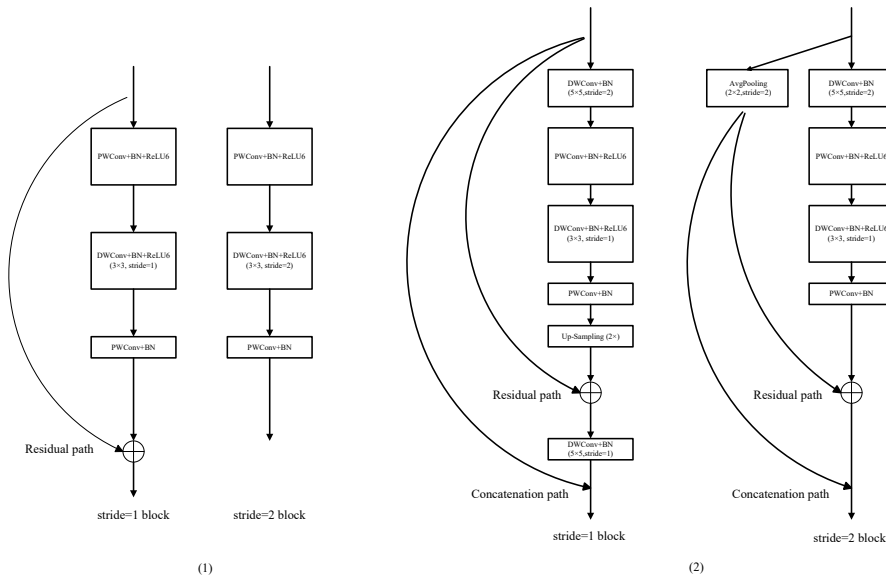 PWConv+BN+ReLU6
DWConv+BN+ReLU6
(3×3, stride=1)
PWConv+BN
Residual path
stride=1 block
PWConv+BN+ReLU6
DWConv+BN+ReLU6
(3×3, stride=2)
PWConv+BN
stride=2 block
(1)
DWConv+BN
(5×5,stride=2)
PWConv+BN+ReLU6
DWConv+BN+ReLU6
(3×3, stride=1)
PWConv+BN
Up-Sampling (2×)
Residual path
DWConv+BN
(5×5,stride=1)
Concatenation path
stride=1 block
AvgPooling
(2×2,stride=2)
DWConv+BN
(5×5,stride=2)
PWConv+BN+ReLU6
DWConv+BN+ReLU6
(3×3, stride=1)
PWConv+BN
Residual path
Concatenation path
stride=2 block
(2)